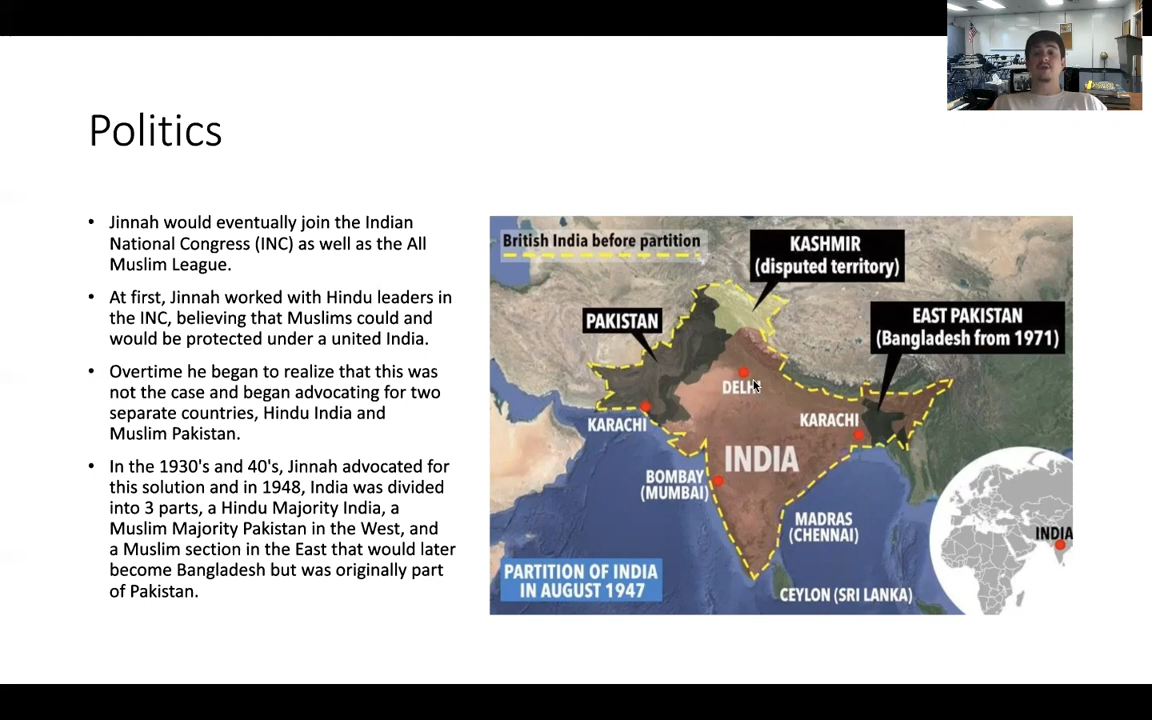 Politics
• Jinnah would eventually join the Indian
National Congress (INC) as well as the All
Muslim League.
• At first, Jinnah worked with Hindu leaders in
the INC, believing that Muslims could and
would be protected under a united India.
• Overtime he began to realize that this was
not the case and began advocating for two
separate countries, Hindu India and
Muslim Pakistan.
• In the 1930's and 40's, Jinnah advocated for
this solution and in 1948, India was divided
into 3 parts, a Hindu Majority India, a
Muslim Majority Pakistan in the West, and
a Muslim section in the East that would later
become Bangladesh but was originally part
of Pakistan.
British India before partition
KASHMIR
(disputed territory)
PAKISTAN
EAST PAKISTAN
(Bangladesh from 1971)
DELHI
KARACHI
KARACHI
INDIA
BOMBAY
(MUMBAI)
MADRAS
(CHENNAI)
INDIA
PARTITION OF INDIA
IN AUGUST 1947
CEYLON (SRI LANKA)